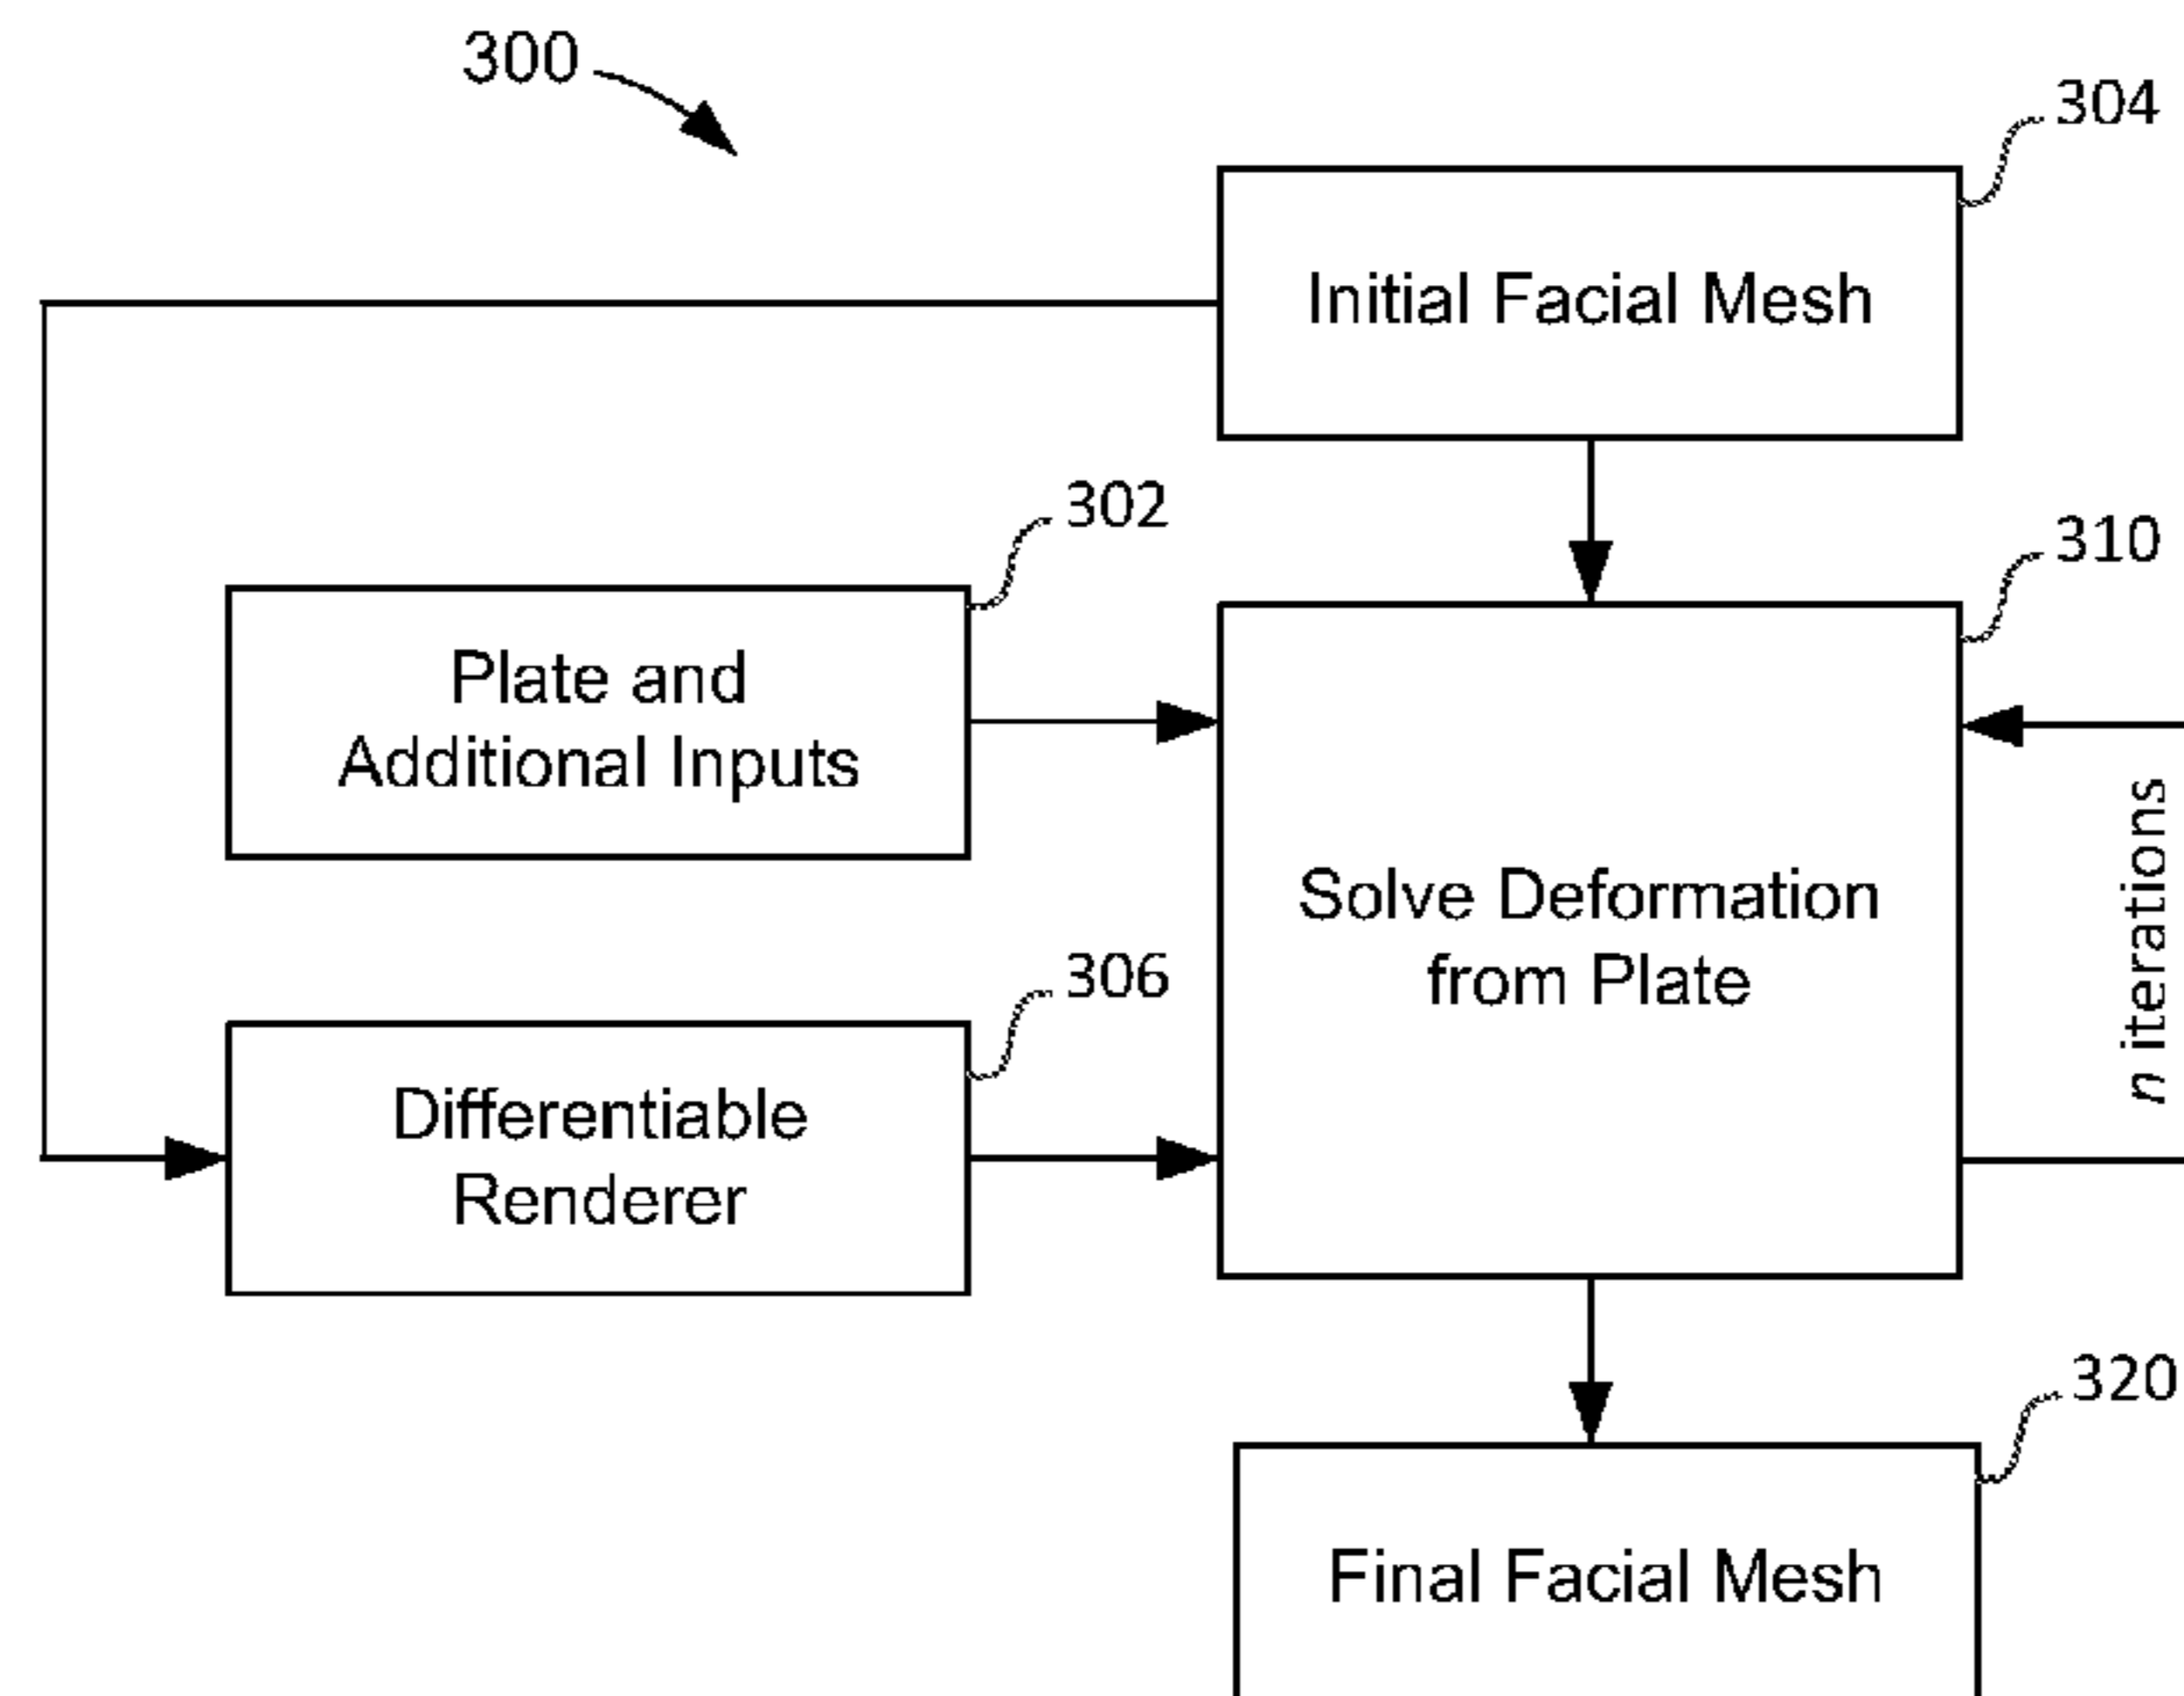 300
304
Initial Facial Mesh
302
310
Plate and
Additional Inputs
n iterations
Solve Deformation
from Plate
306
Differentiable
Renderer
320
Final Facial Mesh